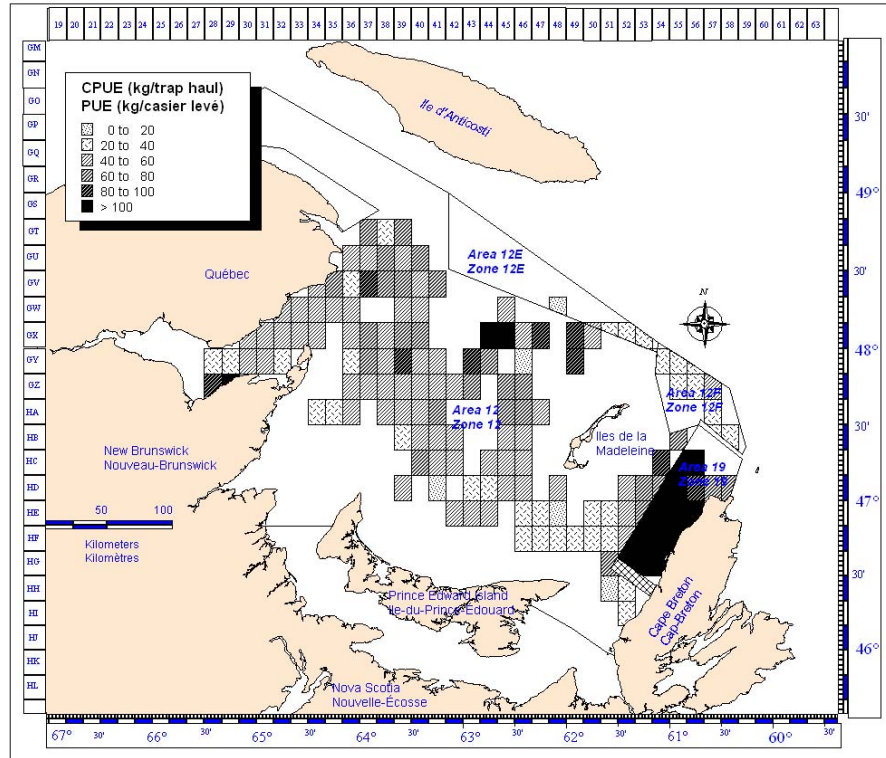 19 20 21 22 23 24 25 26 27 28 29 30 31 32 33 34 35 36 37 38 39 40 41 42 43 44 45 46 47 48 49 50 51 52 53 54 55 56 57 58 59 60 61 62 63
GM
GN
GO
GP
GQ
GR
GS
GT
GU
GV
GW
GX
GY
GZ
HA
HB
HC
HD
HE
HF
HG
HH
HI
HJ
HK
HL
CPUE (kg/trap haul)
PUE (kg/casier levé)
0 to 20
20 to 40
40 to 60
60 to 80
80 to 100
> 100
Ile d'Anticosti
Québec
Area 12E
Zone 12E
N
Area 12F
Zone 12F
Area 12
Zone 12
Iles de la
Madeleine
Area 19
Zone 19
New Brunswick
Nouveau-Brunswick
50 100
Kilometers
Kilomètres
Prince Edward Island
Ile-du-Prince-Édouard
Cape Breton
Cap-Breton
Nova Scotia
Nouvelle-Écosse
30'
49°
30'
48°
30'
47°
30'
46°
67° 30' 66° 30' 65° 30' 64° 30' 63° 30' 62° 30' 61° 30' 60° 30'